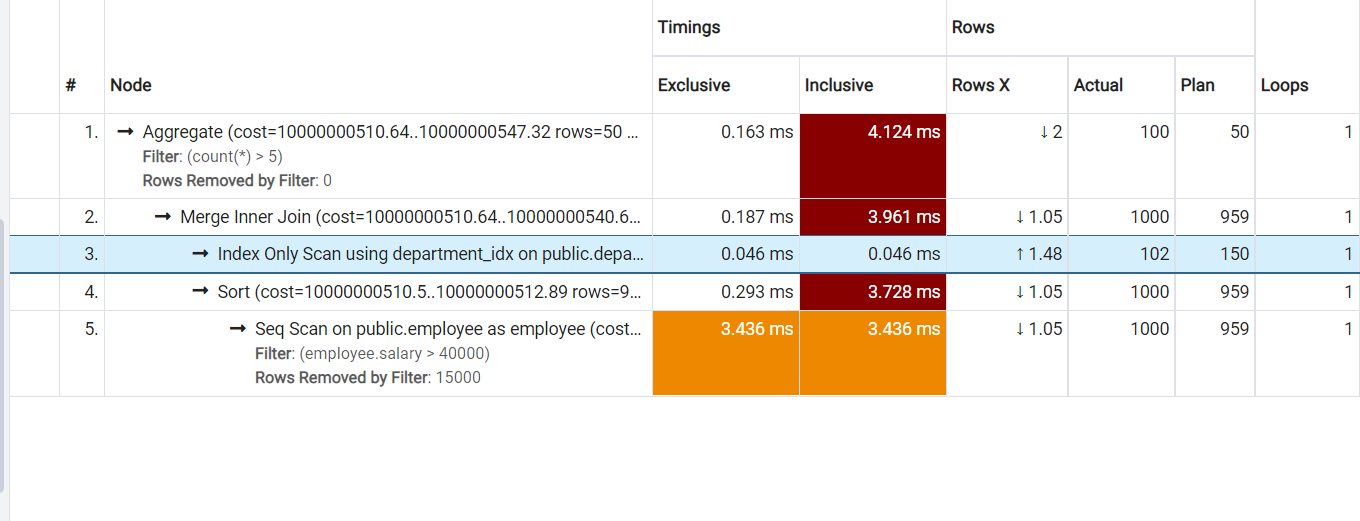 Timings Rows
# Node Exclusive Inclusive Rows X Actual Plan Loops
1. → Aggregate (cost=10000000510.64..10000000547.32 rows=50 ... 0.163 ms 4.124 ms ↓ 2 100 50 1
Filter: (count(*) > 5)
Rows Removed by Filter: 0
2. → Merge Inner Join (cost=10000000510.64..10000000540.6... 0.187 ms 3.961 ms ↓ 1.05 1000 959 1
3. → Index Only Scan using department_idx on public.depa... 0.046 ms 0.046 ms ↑ 1.48 102 150 1
4. → Sort (cost=10000000510.5..10000000512.89 rows=9... 0.293 ms 3.728 ms ↓ 1.05 1000 959 1
5. → Seq Scan on public.employee as employee (cost... 3.436 ms 3.436 ms ↓ 1.05 1000 959 1
Filter: (employee.salary > 40000)
Rows Removed by Filter: 15000